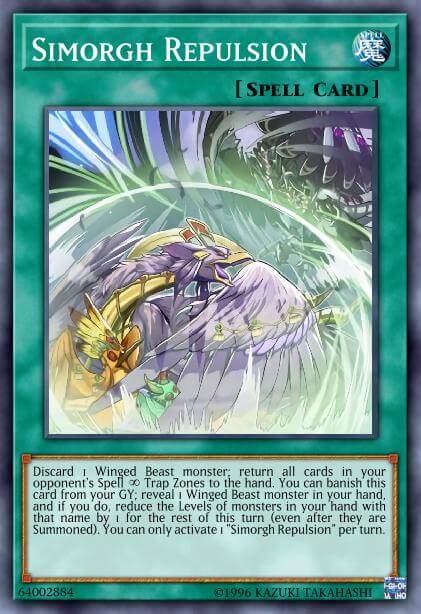 SIMORGH REPULSION
SPELL
魔
[SPELL CARD]
Discard 1 Winged Beast monster; return all cards in your
opponent's Spell ∞ Trap Zones to the hand. You can banish
this card from your GY; reveal 1 Winged Beast monster in your hand,
and if you do, reduce the Levels of monsters in your hand with
that name by 1 for the rest of this turn (even after they are
Summoned). You can only activate 1 "Simorgh Repulsion" per turn.
64002884
©1996 KAZUKI TAKAHASHI